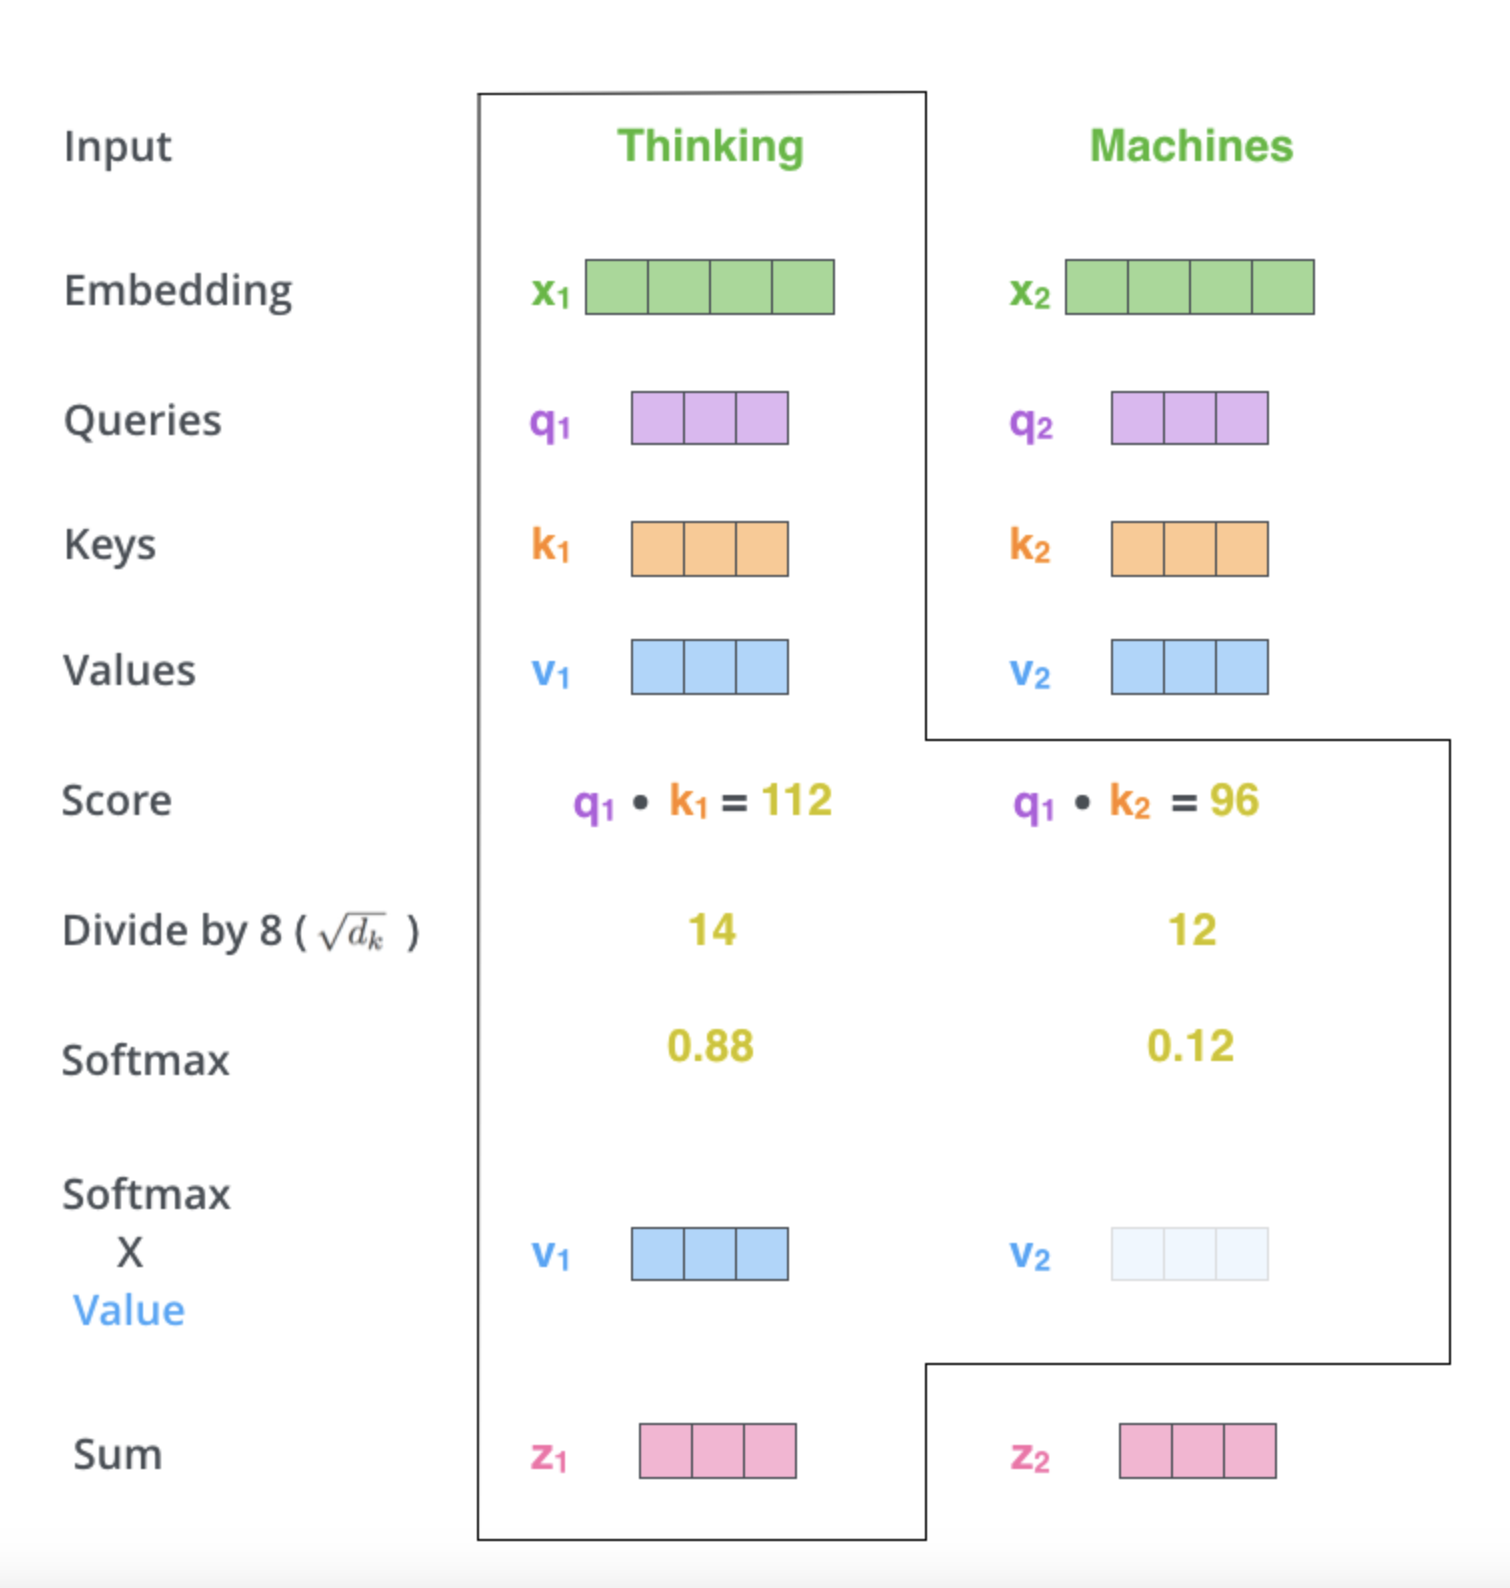 Input Thinking Machines
Embedding x₁ x₂
Queries q₁ q₂
Keys k₁ k₂
Values v₁ v₂
Score q₁ • k₁ = 112 q₁ • k₂ = 96
Divide by 8 ( √dₖ ) 14 12
Softmax 0.88 0.12
Softmax
X
Value v₁ v₂
Sum z₁ z₂